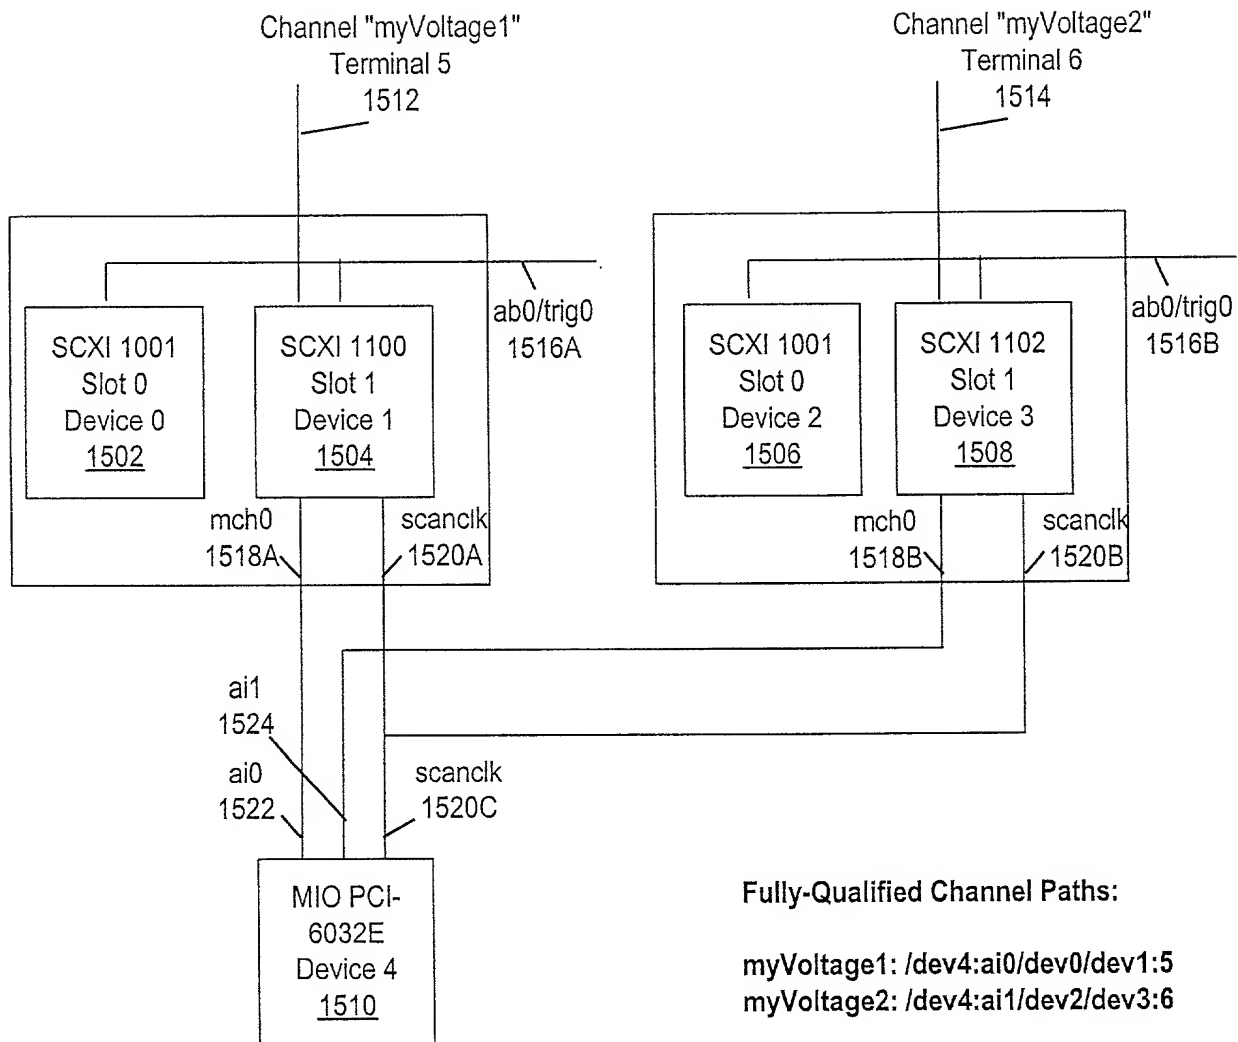 Channel "myVoltage1"
Terminal 5
1512
Channel "myVoltage2"
Terminal 6
1514
SCXI 1001
Slot 0
Device 0
1502
SCXI 1100
Slot 1
Device 1
1504
ab0/trig0
1516A
SCXI 1001
Slot 0
Device 2
1506
SCXI 1102
Slot 1
Device 3
1508
ab0/trig0
1516B
mch0
1518A
scanclk
1520A
mch0
1518B
scanclk
1520B
ai1
1524
ai0
1522
scanclk
1520C
MIO PCI-
6032E
Device 4
1510
Fully-Qualified Channel Paths:
myVoltage1: /dev4:ai0/dev0/dev1:5
myVoltage2: /dev4:ai1/dev2/dev3:6